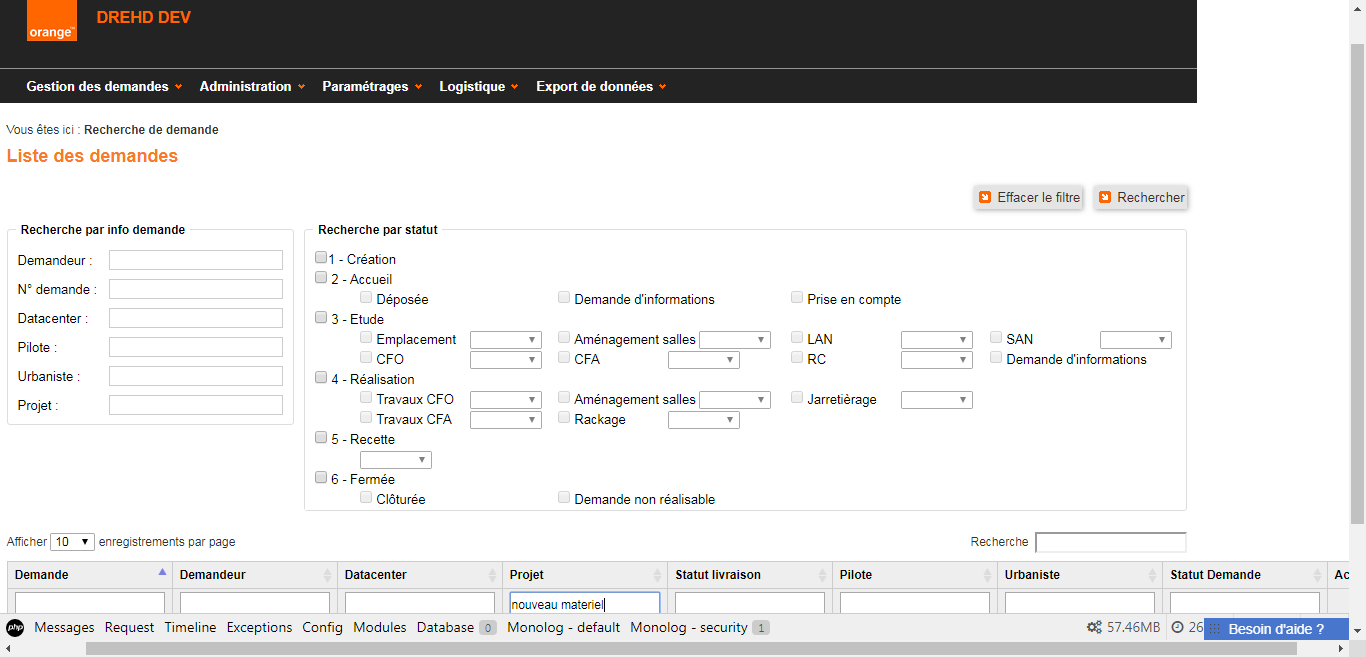 orange™
DREHD DEV
Gestion des demandes Administration Paramétrages Logistique Export de données
Vous êtes ici : Recherche de demande
Liste des demandes
Effacer le filtre Rechercher
Recherche par info demande
Demandeur :
N° demande :
Datacenter :
Pilote :
Urbaniste :
Projet :
Recherche par statut
1 - Création
2 - Accueil
Déposée Demande d'informations Prise en compte
3 - Etude
Emplacement Aménagement salles LAN SAN
CFO CFA RC Demande d'informations
4 - Réalisation
Travaux CFO Aménagement salles Jarretièrage
Travaux CFA Rackage
5 - Recette
6 - Fermée
Clôturée Demande non réalisable
Afficher 10 enregistrements par page Recherche
Demande Demandeur Datacenter Projet Statut livraison Pilote Urbaniste Statut Demande Ac
nouveau materiel
php Messages Request Timeline Exceptions Config Modules Database 0 Monolog - default Monolog - security 1 57.46MB 26 Besoin d'aide ?